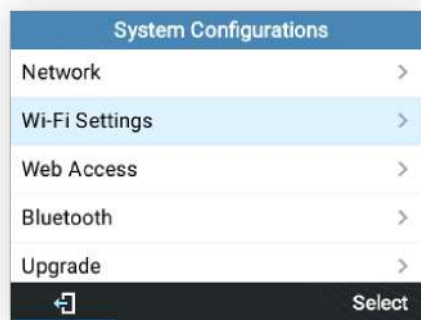 System Configurations
Network
Wi-Fi Settings
Web Access
Bluetooth
Upgrade
Select